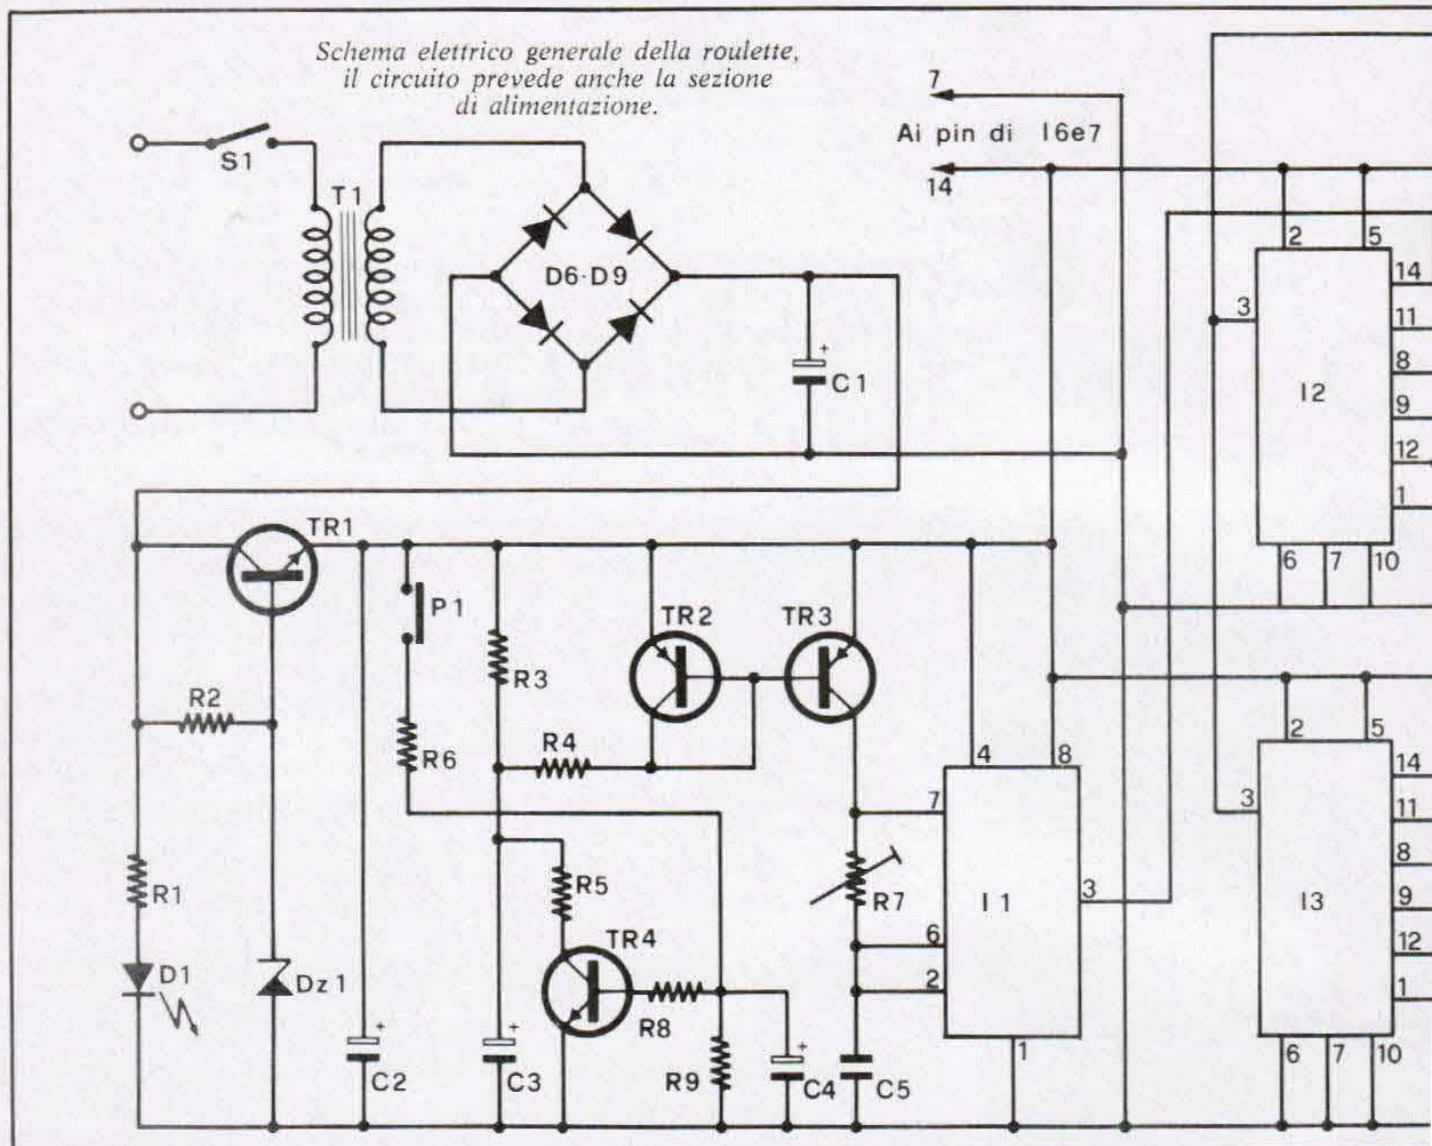 Schema elettrico generale della roulette,
il circuito prevede anche la sezione
di alimentazione.
7
Ai pin di I6e7
14
S1
T1
D6·D9
C1
2 5
3
14
11
8
9
12
1
I2
6 7 10
TR1
P1
TR2 TR3
R3
R2
R4
R6
4 8
7
2 5
3
14
11
8
9
12
1
I3
6 7 10
R1
R5
R7
I1
3
6
2
1
D1
Dz1
TR4
R8
C2
C3
R9
C4
C5
+
+
+
+